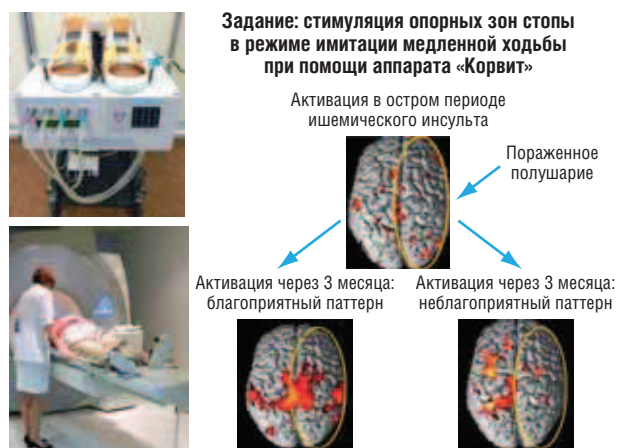 Задание: стимуляция опорных зон стопы
в режиме имитации медленной ходьбы
при помощи аппарата «Корвит»
Активация в остром периоде
ишемического инсульта
Пораженное
полушарие
Активация через 3 месяца:
благоприятный паттерн
Активация через 3 месяца:
неблагоприятный паттерн